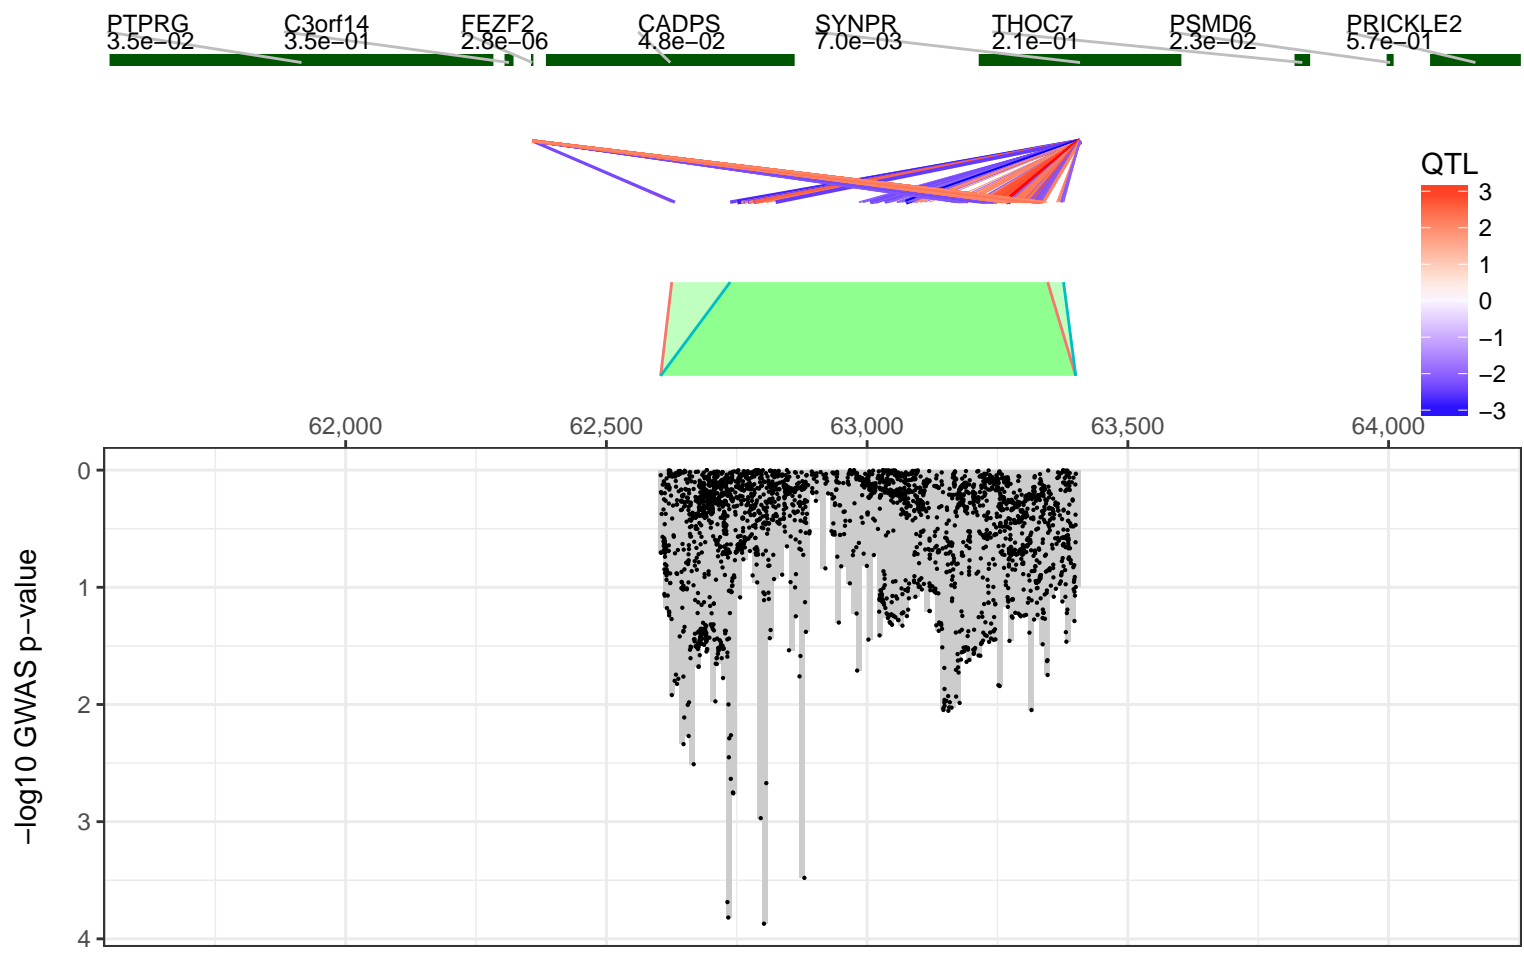 PTPRG C3orf14 FEZF2 CADPS SYNPR THOC7 PSMD6 PRICKLE2
3.5e−02 3.5e−01 2.8e−06 4.8e−02 7.0e−03 2.1e−01 2.3e−02 5.7e−01
QTL
3
2
1
0
−1
−2
−3
62,000 62,500 63,000 63,500 64,000
0
1
2
3
4
−log10 GWAS p−value